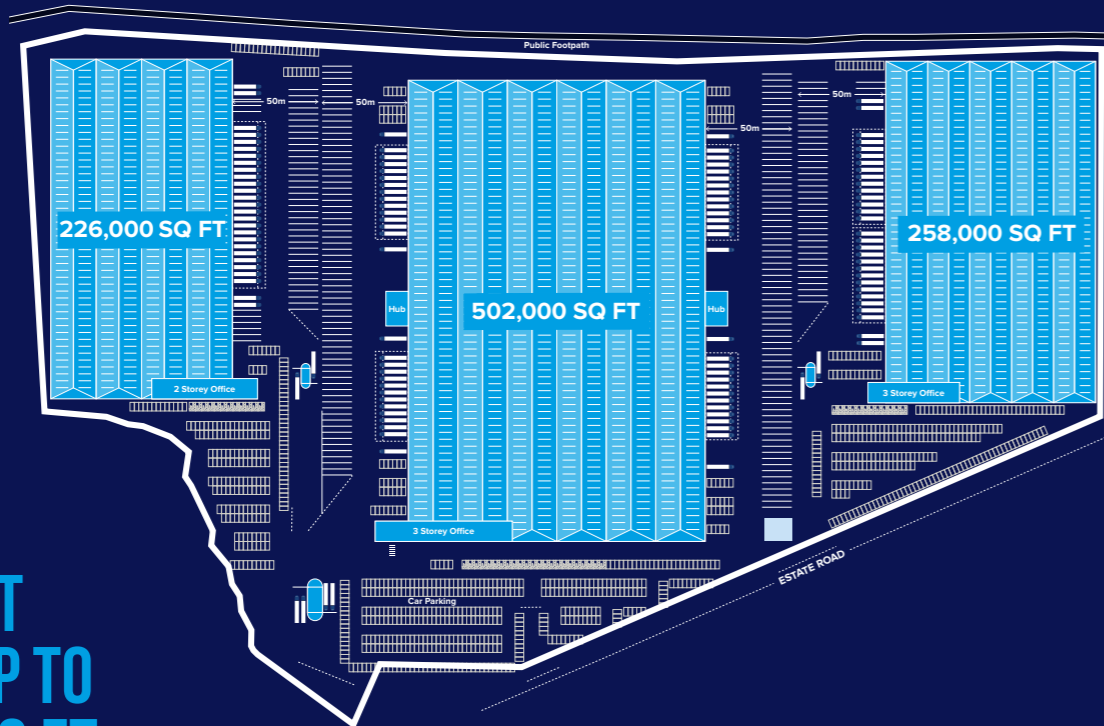 Public Footpath
50m
50m
50m
50m
226,000 SQ FT
258,000 SQ FT
Hub
502,000 SQ FT
Hub
2 Storey Office
3 Storey Office
3 Storey Office
ESTATE ROAD
Car Parking
TO